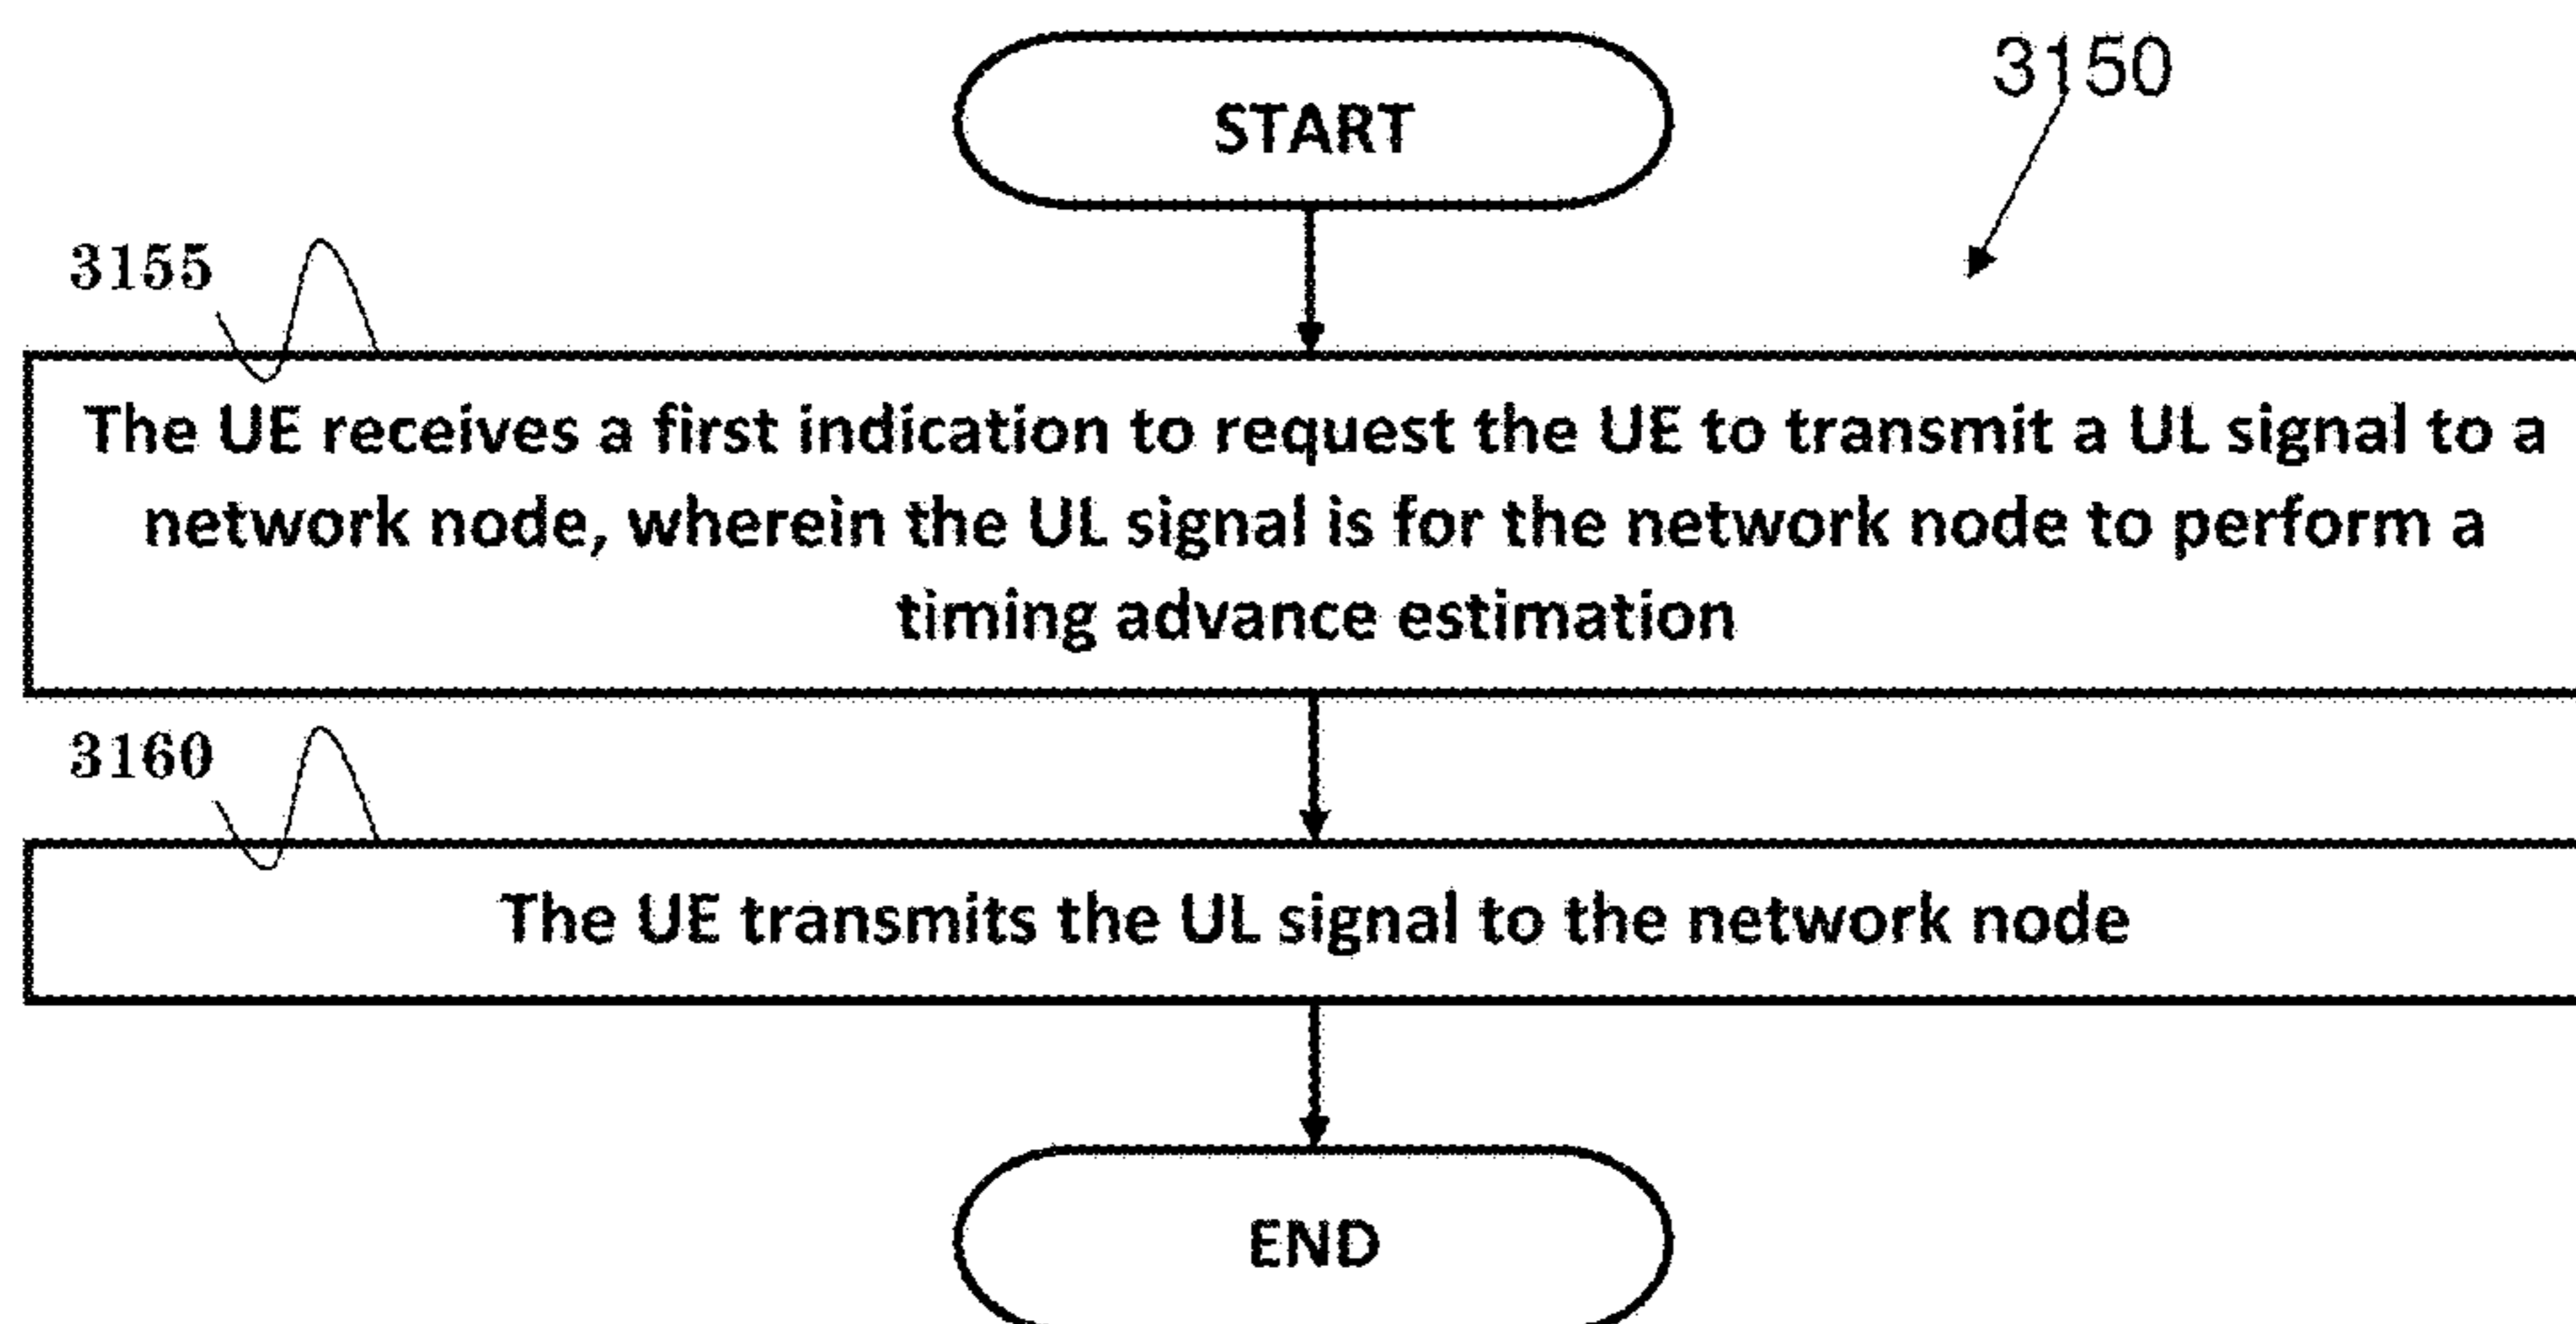 START
3150
3155
The UE receives a first indication to request the UE to transmit a UL signal to a
network node, wherein the UL signal is for the network node to perform a
timing advance estimation
3160
The UE transmits the UL signal to the network node
END